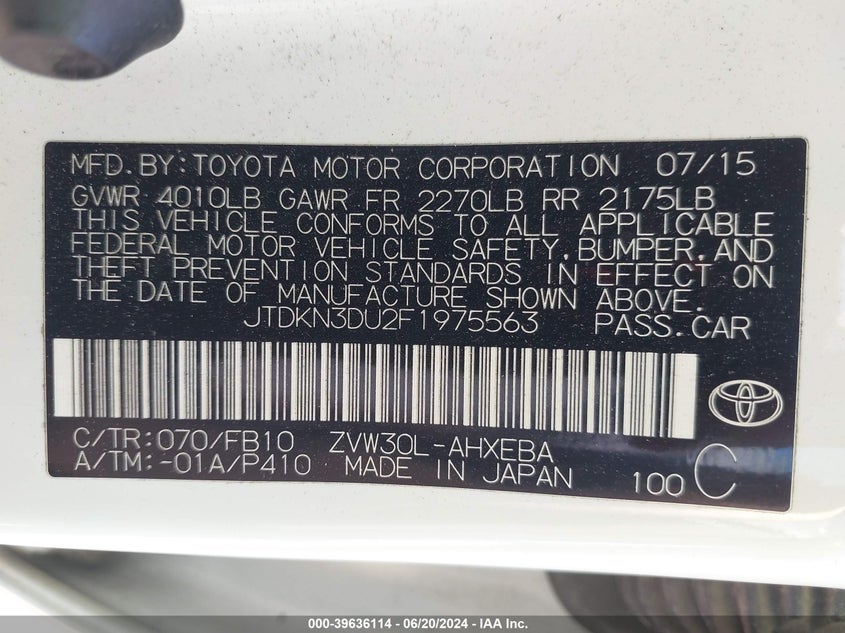 MFD.BY:TOYOTA MOTOR CORPORATION 07/15
GVWR 4010LB GAWR FR 2270LB RR 2175LB
THIS VEHICLE CONFORMS TO ALL APPLICABLE
FEDERAL MOTOR VEHICLE SAFETY,BUMPER,AND
THEFT PREVENTION STANDARDS IN EFFECT ON
THE DATE OF MANUFACTURE SHOWN ABOVE.
JTDKN3DU2F1975563 PASS.CAR
C/TR:070/FB10 ZVW30L-AHXEBA
A/TM:-01A/P410 MADE IN JAPAN 100 C
000-39636114 / 06/20/2024 - IAA Inc.